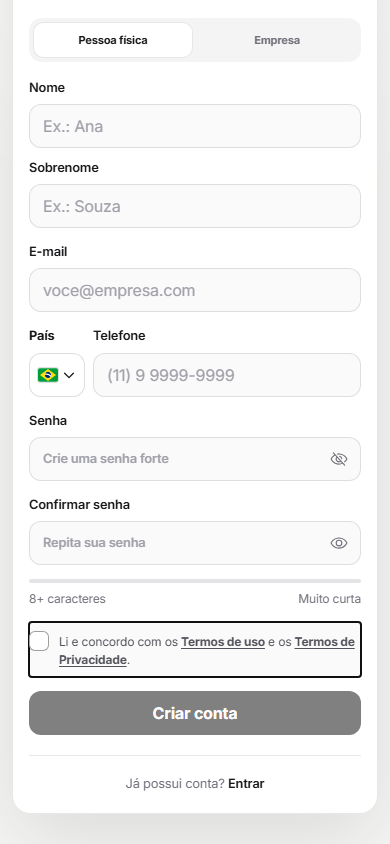 Pessoa física Empresa
Nome
Ex.: Ana
Sobrenome
Ex.: Souza
E-mail
voce@empresa.com
País Telefone
(11) 9 9999-9999
Senha
Crie uma senha forte
Confirmar senha
Repita sua senha
8+ caracteres Muito curta
Li e concordo com os Termos de uso e os Termos de
Privacidade.
Criar conta
Já possui conta? Entrar